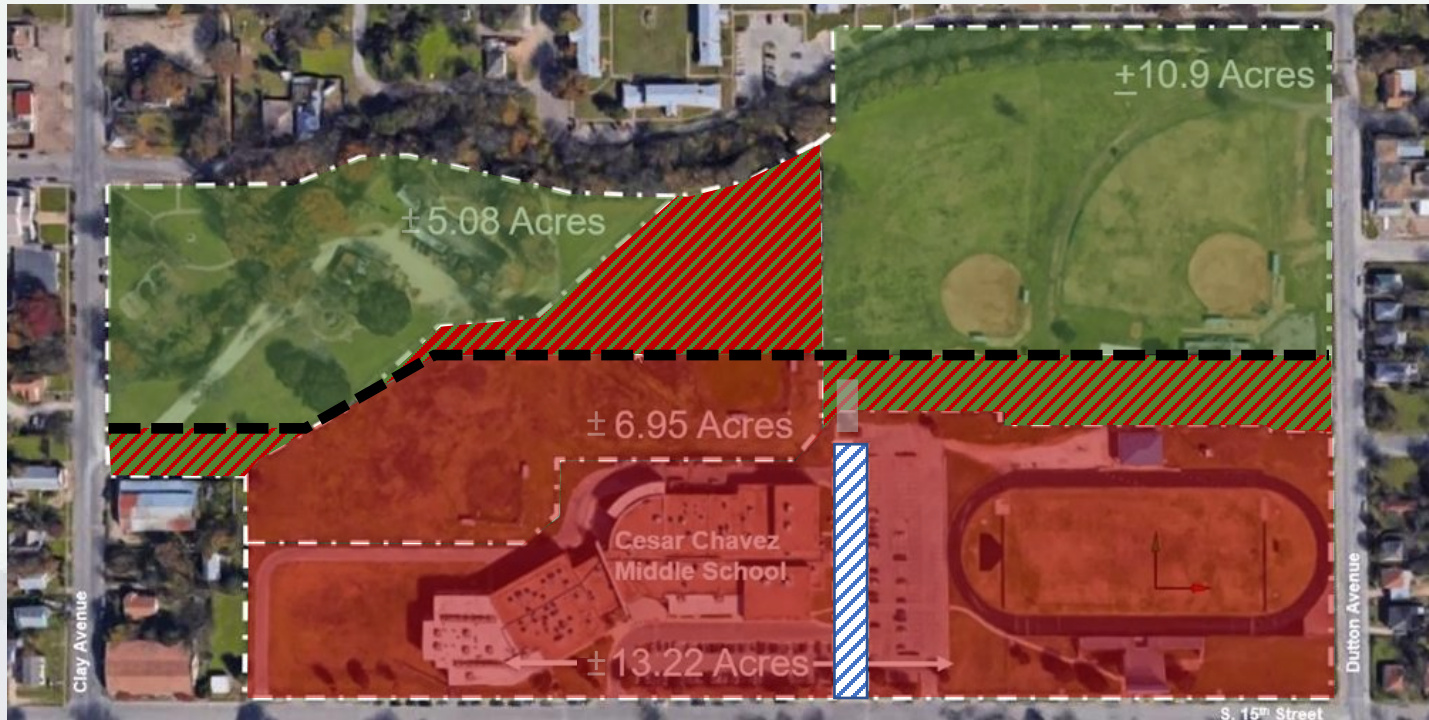 ±10.9 Acres
±5.08 Acres
± 6.95 Acres
Cesar Chavez
Middle School
±13.22 Acres
Clay Avenue
Dutton Avenue
S. 15th Street